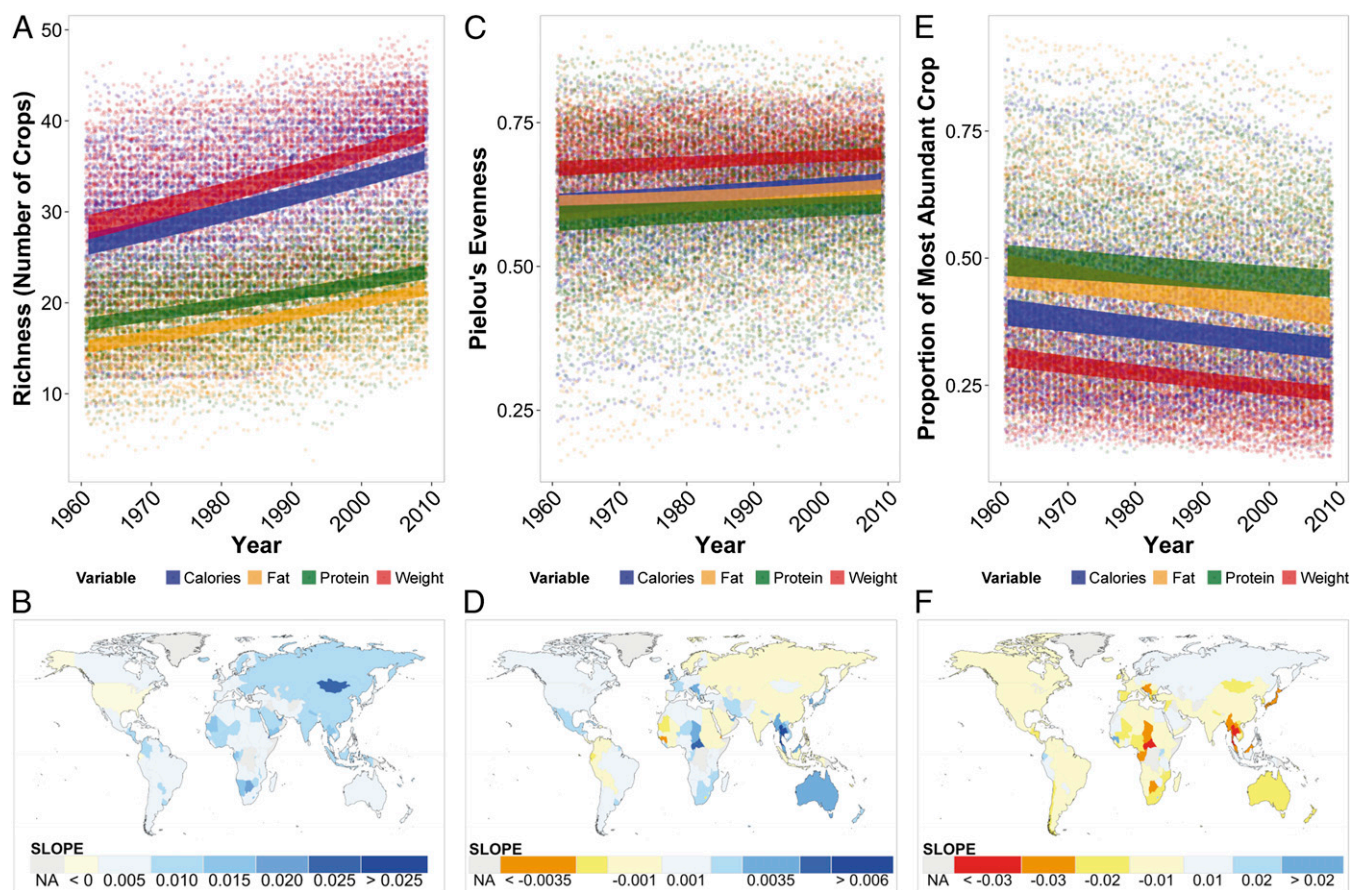 A
Richness (Number of Crops)
50
40
30
20
10
1960 1970 1980 1990 2000 2010
Year
Variable Calories Fat Protein Weight
C
Pielou's Evenness
0.75
0.50
0.25
1960 1970 1980 1990 2000 2010
Year
Variable Calories Fat Protein Weight
E
Proportion of Most Abundant Crop
0.75
0.50
0.25
1960 1970 1980 1990 2000 2010
Year
Variable Calories Fat Protein Weight
B
SLOPE
NA < 0 0.005 0.010 0.015 0.020 0.025 > 0.025
D
SLOPE
NA < -0.0035 -0.001 0.001 0.0035 > 0.006
F
SLOPE
NA < -0.03 -0.03 -0.02 -0.01 0.01 0.02 > 0.02